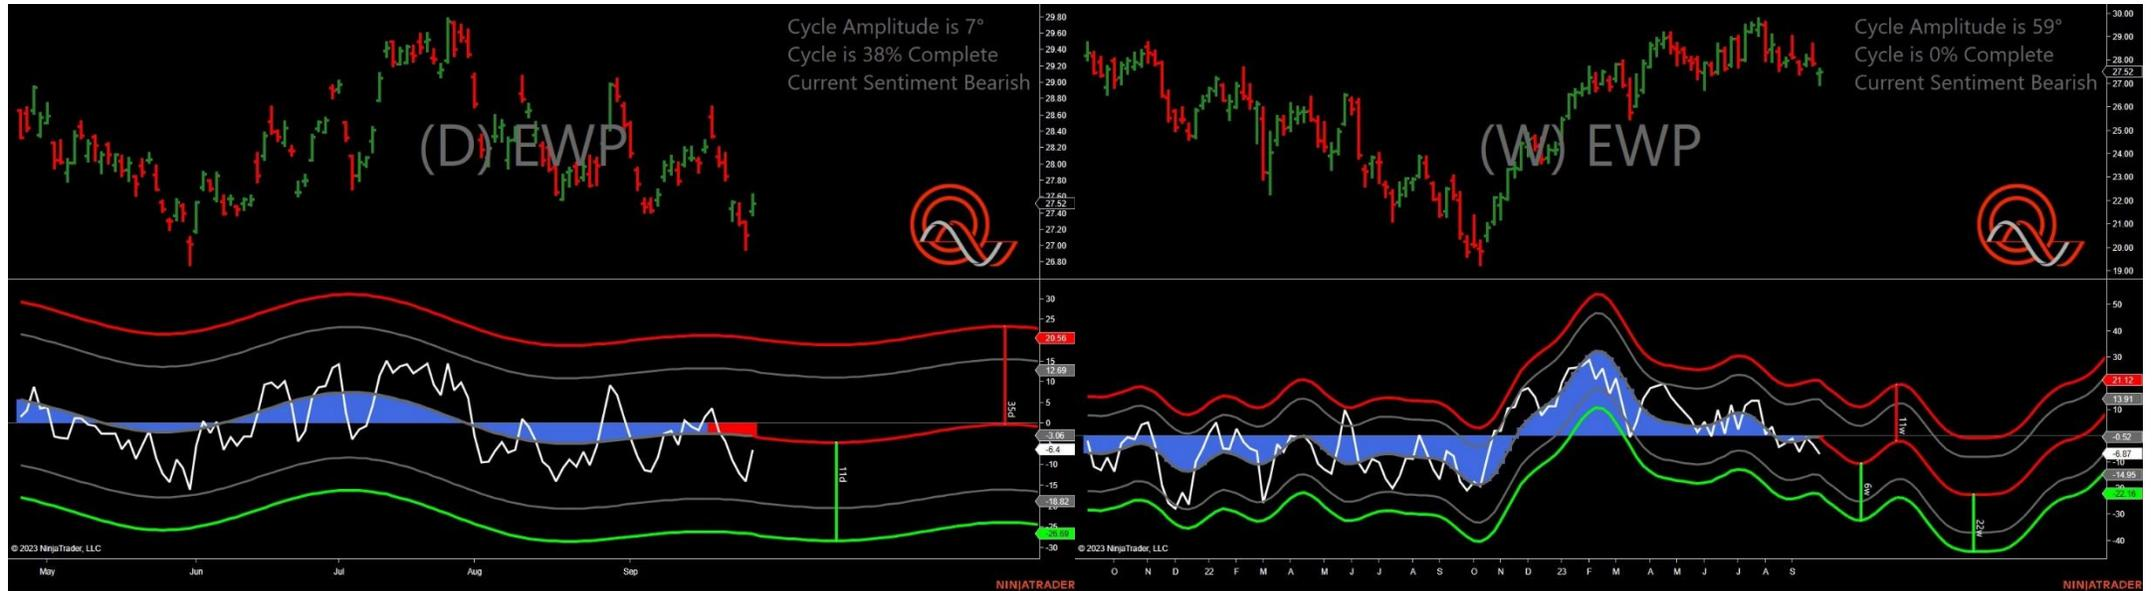 Cycle Amplitude is 7°
Cycle is 38% Complete
Current Sentiment Bearish
(D) EWP
29.80
29.60
29.40
29.20
29.00
28.80
28.60
28.40
28.20
28.00
27.80
27.60
27.52
27.40
27.20
27.00
26.80
30
25
20.56
15
12.69
10
5
0
-3.06
-6.4
-10
-15
-18.82
-20
-25
-26.69
-30
35d
11d
© 2023 NinjaTrader, LLC
May
Jun
Jul
Aug
Sep
NINJATRADER
Cycle Amplitude is 59°
Cycle is 0% Complete
Current Sentiment Bearish
(W) EWP
30.00
29.00
28.00
27.52
27.00
26.00
25.00
24.00
23.00
22.00
21.00
20.00
19.00
50
40
30
21.12
13.91
10
-0.52
-6.87
-10
-14.95
-22.16
-30
-40
11w
6w
22w
© 2023 NinjaTrader, LLC
O N D 22 F M A M J J A S O N D 23 F M A M J J A S
NINJATRADER